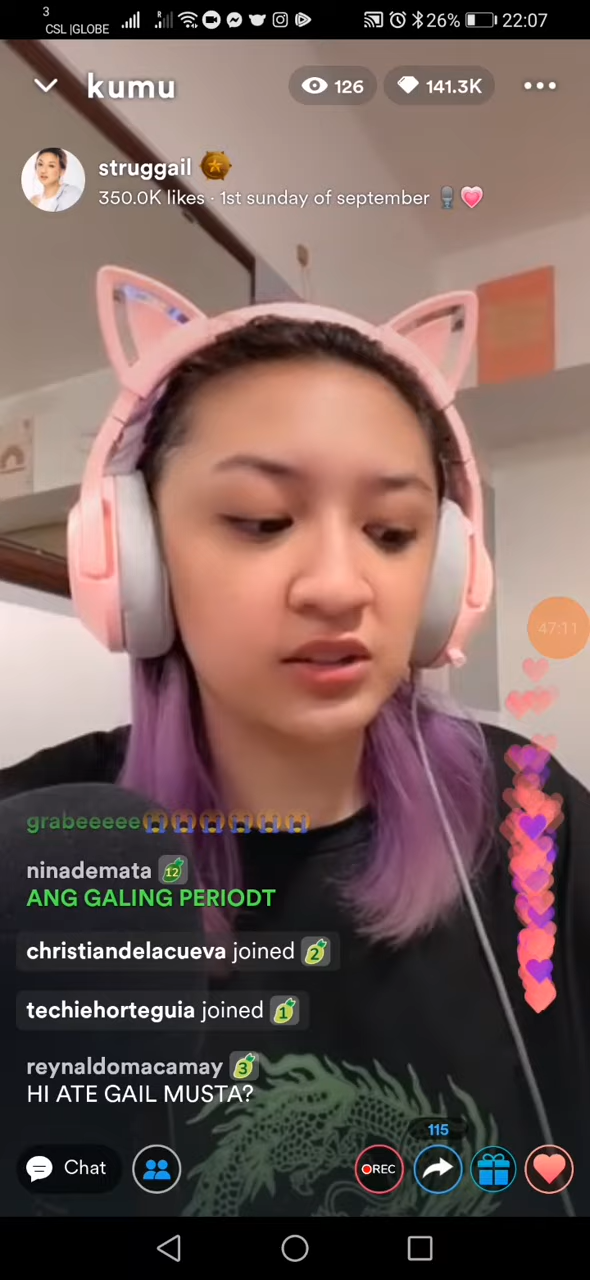 3
CSL |GLOBE
26%
22:07
kumu
126
141.3K
struggail
350.0K likes · 1st sunday of september 🎙️💗
47:11
grabeeeee😭😭😭😭😭😭
ninademata 12
ANG GALING PERIODT
christiandelacueva joined 2
techiehorteguia joined 1
reynaldomacamay 3
HI ATE GAIL MUSTA?
115
Chat
REC